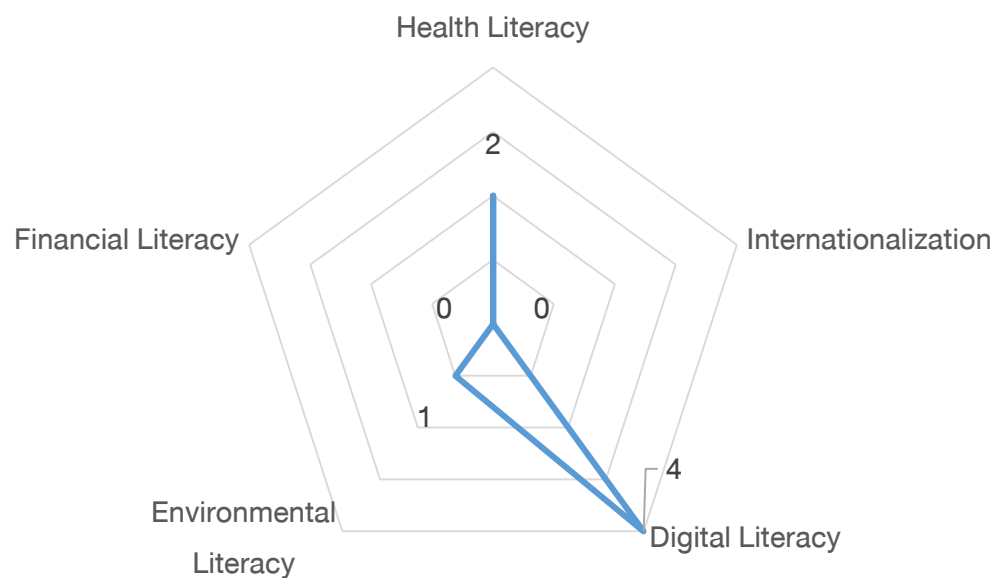 Health Literacy
2
Financial Literacy
Internationalization
0
0
1
4
Environmental
Literacy
Digital Literacy